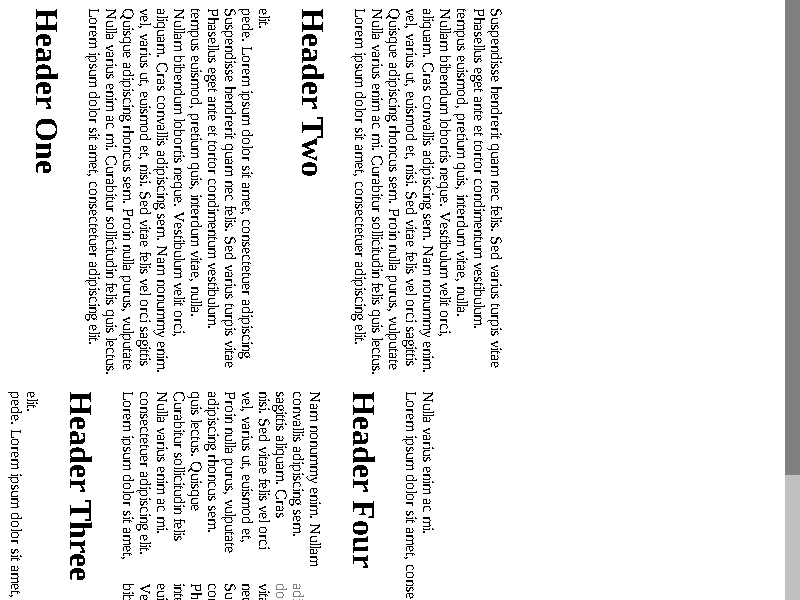 Header One
Lorem ipsum dolor sit amet, consectetuer adipiscing elit.
Nulla varius enim ac mi. Curabitur sollicitudin felis quis lectus.
Quisque adipiscing rhoncus sem. Proin nulla purus, vulputate
vel, varius ut, euismod et, nisi. Sed vitae felis vel orci sagittis
aliquam. Cras convallis adipiscing sem. Nam nonummy enim.
Nullam bibendum lobortis neque. Vestibulum velit orci,
tempus euismod, pretium quis, interdum vitae, nulla.
Phasellus eget ante et tortor condimentum vestibulum.
Suspendisse hendrerit quam nec felis. Sed varius turpis vitae
pede. Lorem ipsum dolor sit amet, consectetuer adipiscing
elit.
Header Two
Lorem ipsum dolor sit amet, consectetuer adipiscing elit.
Nulla varius enim ac mi. Curabitur sollicitudin felis quis lectus.
Quisque adipiscing rhoncus sem. Proin nulla purus, vulputate
vel, varius ut, euismod et, nisi. Sed vitae felis vel orci sagittis
aliquam. Cras convallis adipiscing sem. Nam nonummy enim.
Nullam bibendum lobortis neque. Vestibulum velit orci,
tempus euismod, pretium quis, interdum vitae, nulla.
Phasellus eget ante et tortor condimentum vestibulum.
Suspendisse hendrerit quam nec felis. Sed varius turpis vitae
pede. Lorem ipsum dolor sit amet,
elit.
Header Three
Lorem ipsum dolor sit amet,
consectetuer adipiscing elit.
Nulla varius enim ac mi.
Curabitur sollicitudin felis
quis lectus. Quisque
adipiscing rhoncus sem.
Proin nulla purus, vulputate
vel, varius ut, euismod et,
nisi. Sed vitae felis vel orci
sagittis aliquam. Cras
convallis adipiscing sem.
Nam nonummy enim. Nullam
Header Four
Lorem ipsum dolor sit amet, conse
Nulla varius enim ac mi.